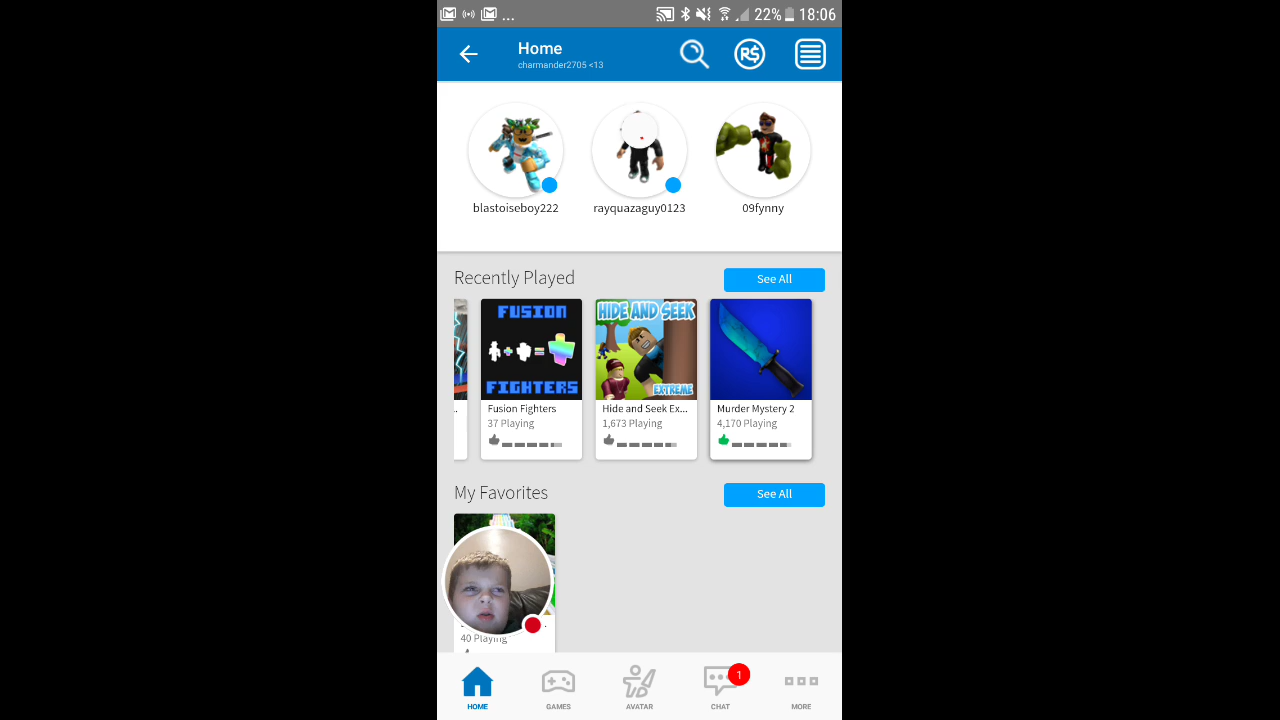 ... 22% 18:06
Home
charmander2705 <13
R$
blastoiseboy222 rayquazaguy0123 09fynny
Recently Played See All
FUSION
FIGHTERS
HIDE AND SEEK
EXTREME
... Fusion Fighters Hide and Seek Ex... Murder Mystery 2
37 Playing 1,673 Playing 4,170 Playing
My Favorites See All
40 Playing
1
HOME GAMES AVATAR CHAT MORE